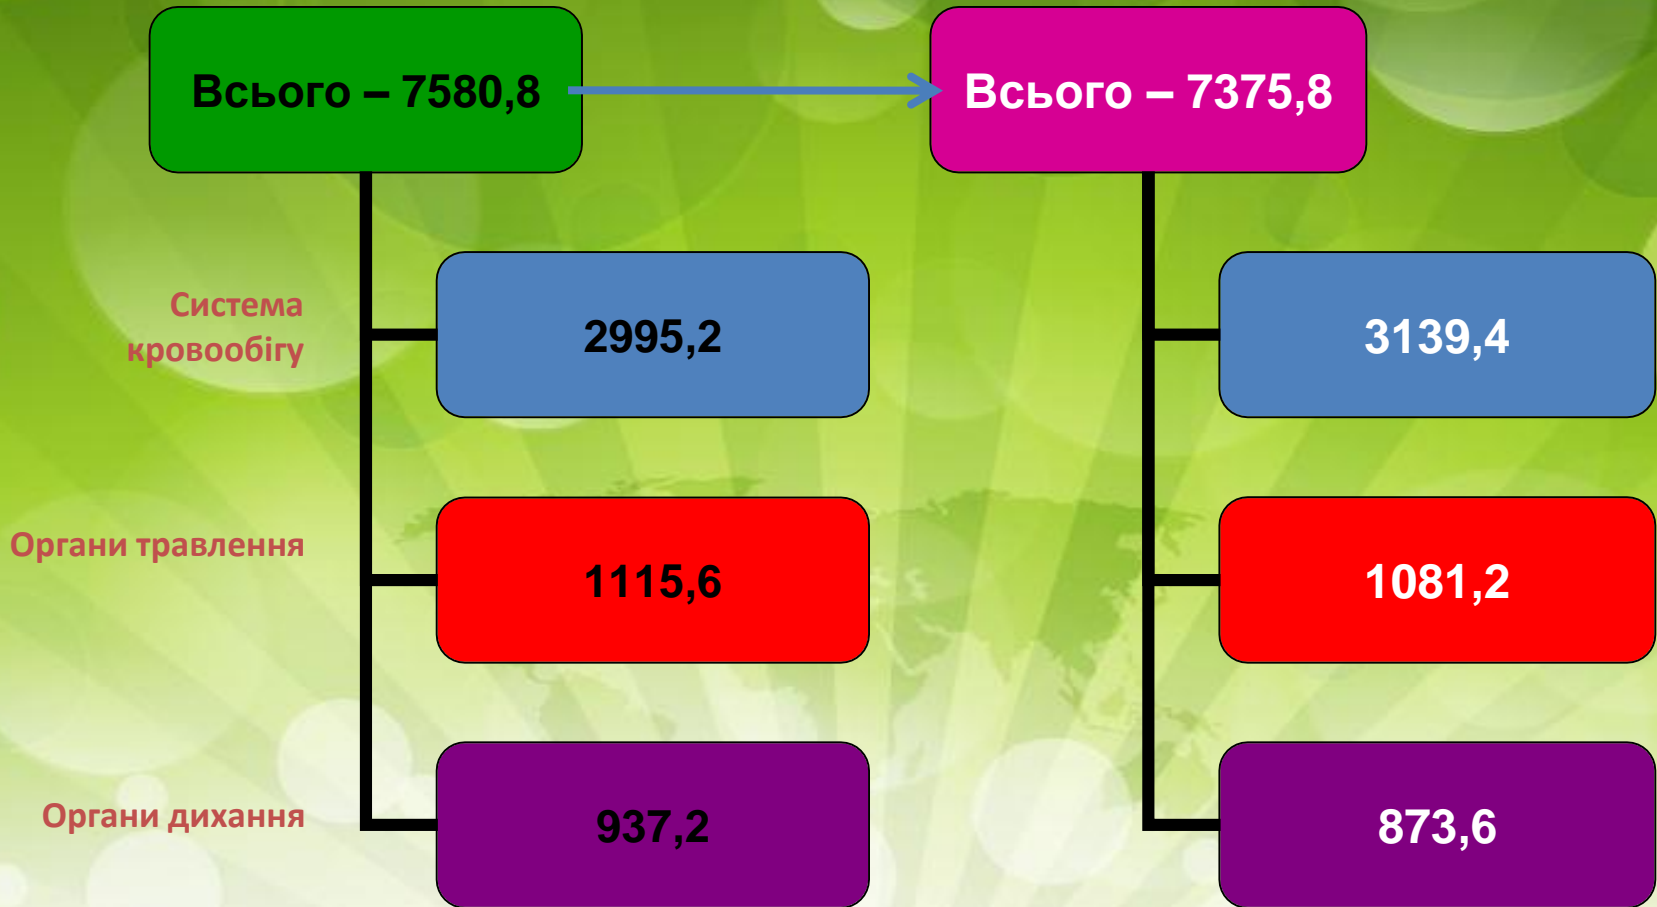 Всього – 7580,8
Всього – 7375,8
Система
кровообігу
2995,2
3139,4
Органи травлення
1115,6
1081,2
Органи дихання
937,2
873,6